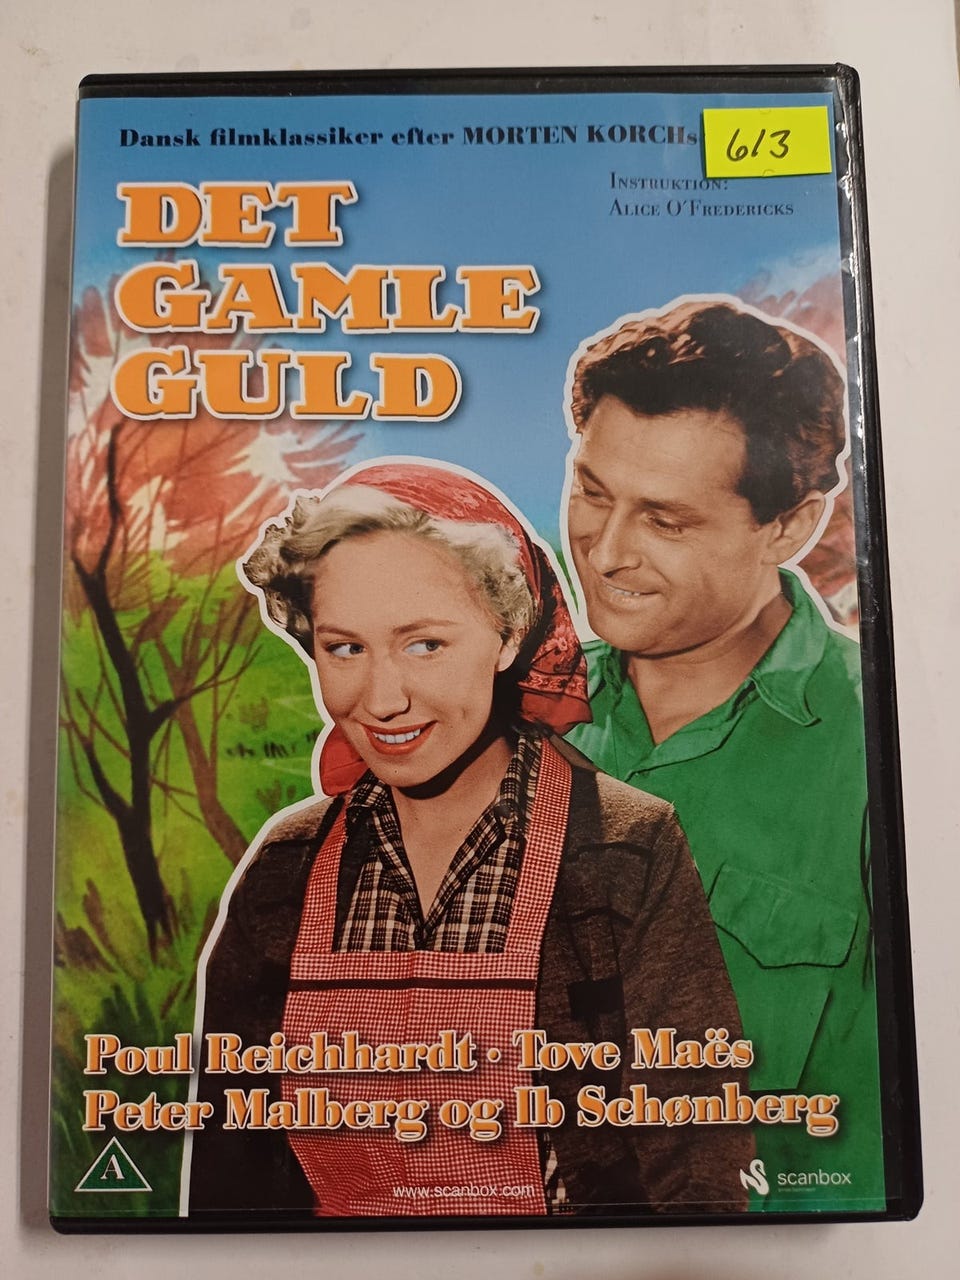 Dansk filmklassiker efter MORTEN KORCHs
613
INSTRUKTION:
ALICE O'FREDERICKS
DET
GAMLE
GULD
Poul Reichhardt · Tove Maës
Peter Malberg og Ib Schønberg
A
www.scanbox.com
scanbox